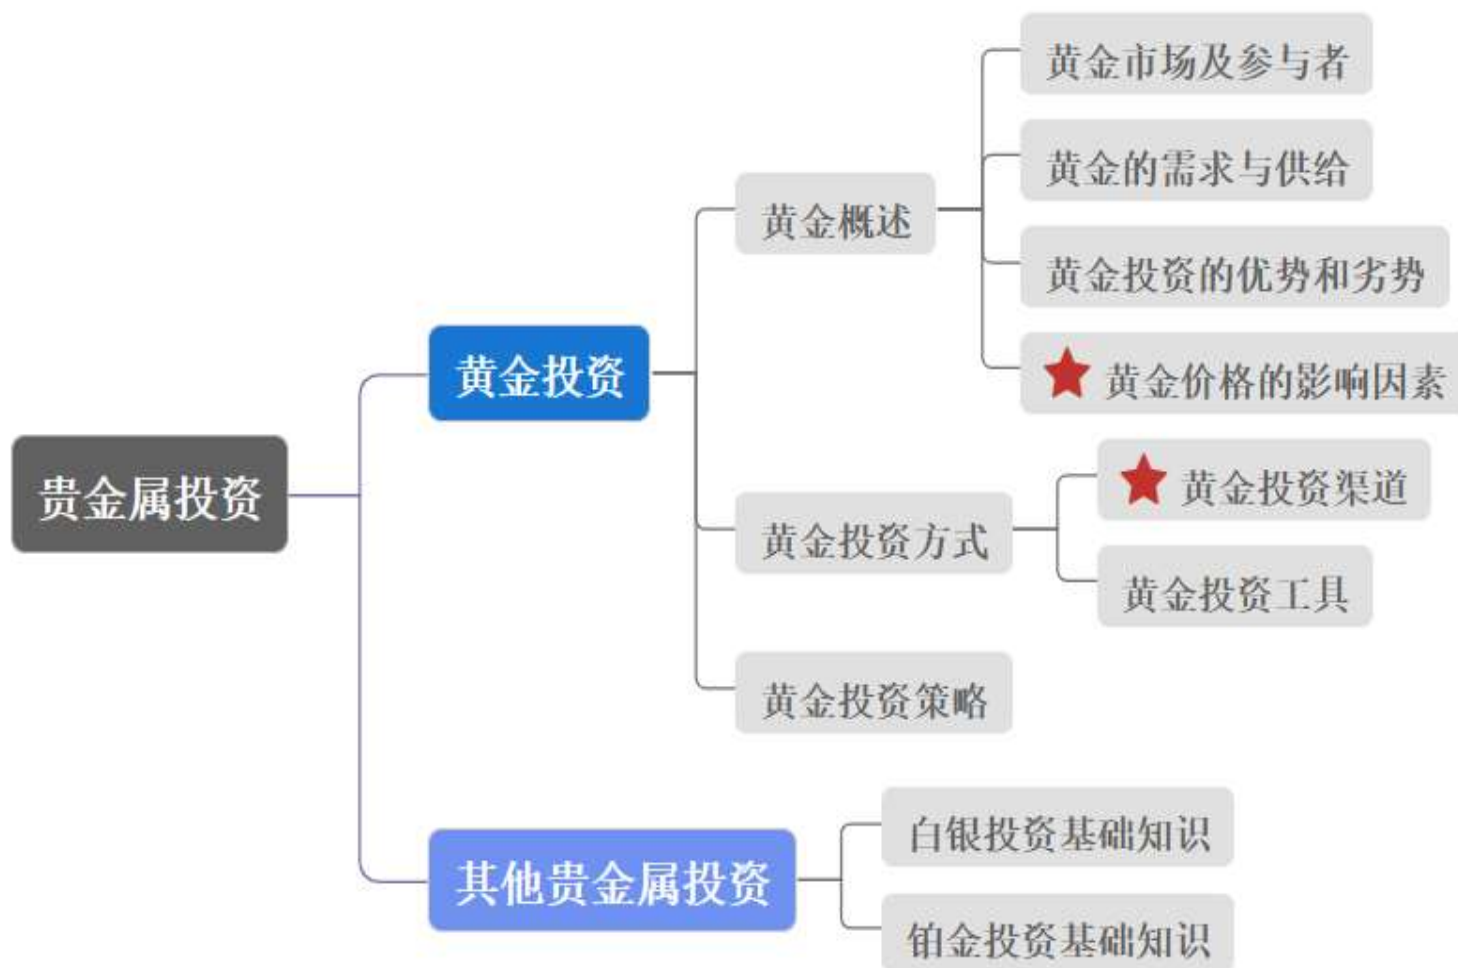 贵金属投资
黄金投资
黄金概述
黄金市场及参与者
黄金的需求与供给
黄金投资的优势和劣势
黄金价格的影响因素
黄金投资方式
黄金投资渠道
黄金投资工具
黄金投资策略
其他贵金属投资
白银投资基础知识
铂金投资基础知识